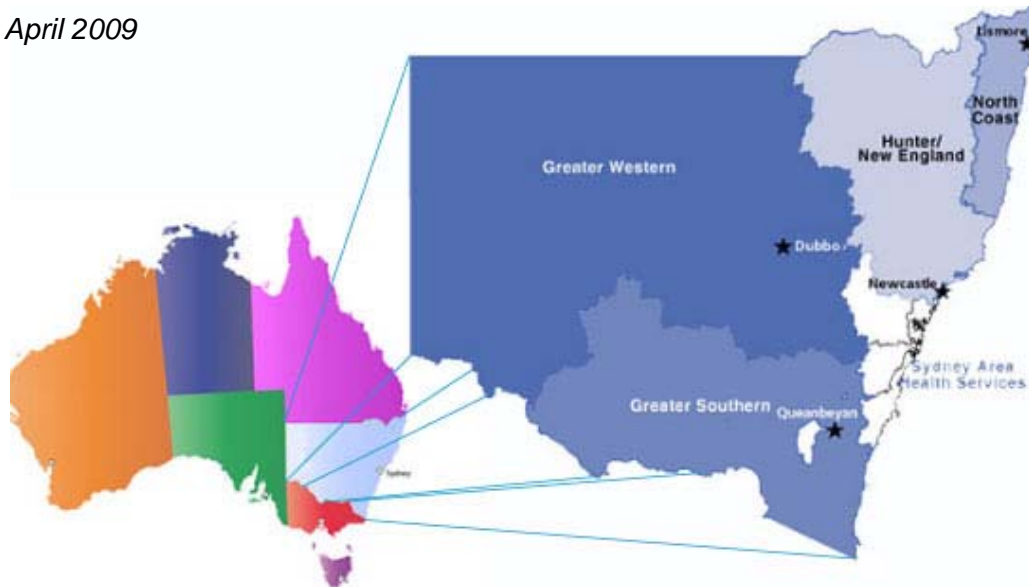 April 2009
Lismore
North
Coast
Hunter/
New England
Greater Western
Dubbo
Newcastle
Sydney Area
Health Services
Greater Southern
Queanbeyan
Sydney